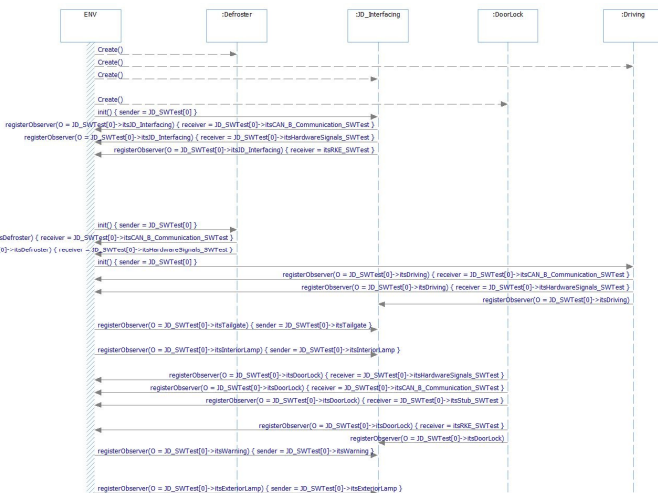 ENV
:Defroster
:JD_Interfacing
:DoorLock
:Driving
Create()
Create()
Create()
Create()
init() { sender = JD_SWTest[0] }
registerObserver(O = JD_SWTest[0]->itsJD_Interfacing) { receiver = JD_SWTest[0]->itsCAN_B_Communication_SWTest }
registerObserver(O = JD_SWTest[0]->itsJD_Interfacing) { receiver = JD_SWTest[0]->itsHardwareSignals_SWTest }
registerObserver(O = JD_SWTest[0]->itsJD_Interfacing) { receiver = itsRKE_SWTest }
init() { sender = JD_SWTest[0] }
sDefroster) { receiver = JD_SWTest[0]->itsCAN_B_Communication_SWTest }
0]->itsDefroster) { receiver = JD_SWTest[0]->itsHardwareSignals_SWTest }
init() { sender = JD_SWTest[0] }
registerObserver(O = JD_SWTest[0]->itsDriving) { receiver = JD_SWTest[0]->itsCAN_B_Communication_SWTest }
registerObserver(O = JD_SWTest[0]->itsDriving) { receiver = JD_SWTest[0]->itsHardwareSignals_SWTest }
registerObserver(O = JD_SWTest[0]->itsDriving)
registerObserver(O = JD_SWTest[0]->itsTailgate) { sender = JD_SWTest[0]->itsTailgate }
registerObserver(O = JD_SWTest[0]->itsInteriorLamp) { sender = JD_SWTest[0]->itsInteriorLamp }
registerObserver(O = JD_SWTest[0]->itsDoorLock) { receiver = JD_SWTest[0]->itsHardwareSignals_SWTest }
registerObserver(O = JD_SWTest[0]->itsDoorLock) { receiver = JD_SWTest[0]->itsCAN_B_Communication_SWTest }
registerObserver(O = JD_SWTest[0]->itsDoorLock) { receiver = JD_SWTest[0]->itsStub_SWTest }
registerObserver(O = JD_SWTest[0]->itsDoorLock) { receiver = itsRKE_SWTest }
registerObserver(O = JD_SWTest[0]->itsDoorLock)
registerObserver(O = JD_SWTest[0]->itsWarning) { sender = JD_SWTest[0]->itsWarning }
registerObserver(O = JD_SWTest[0]->itsExteriorLamp) { sender = JD_SWTest[0]->itsExteriorLamp }